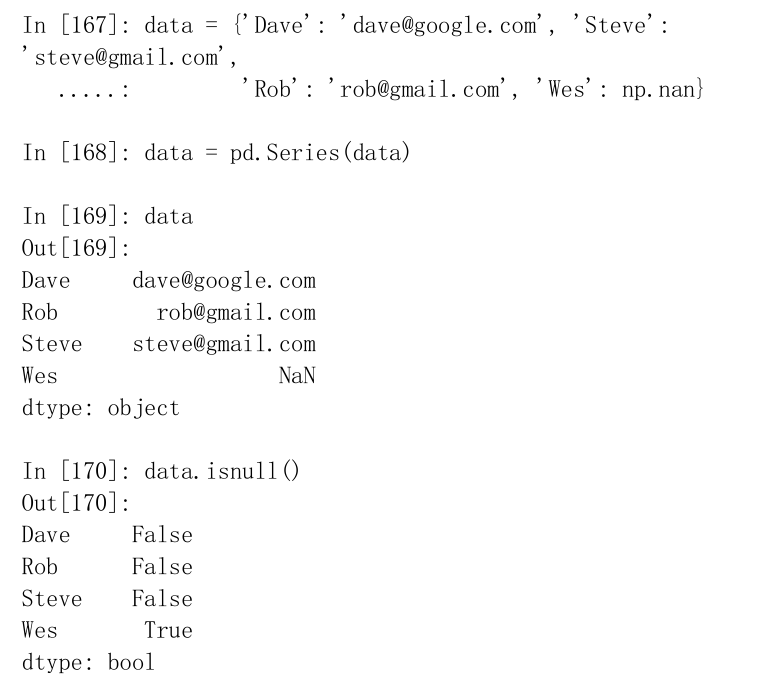 In [167]: data = {'Dave': 'dave@google.com', 'Steve':
'steve@gmail.com',
   .....:         'Rob': 'rob@gmail.com', 'Wes': np.nan}
In [168]: data = pd.Series(data)
In [169]: data
Out[169]:
Dave     dave@google.com
Rob        rob@gmail.com
Steve    steve@gmail.com
Wes                  NaN
dtype: object
In [170]: data.isnull()
Out[170]:
Dave     False
Rob      False
Steve    False
Wes       True
dtype: bool